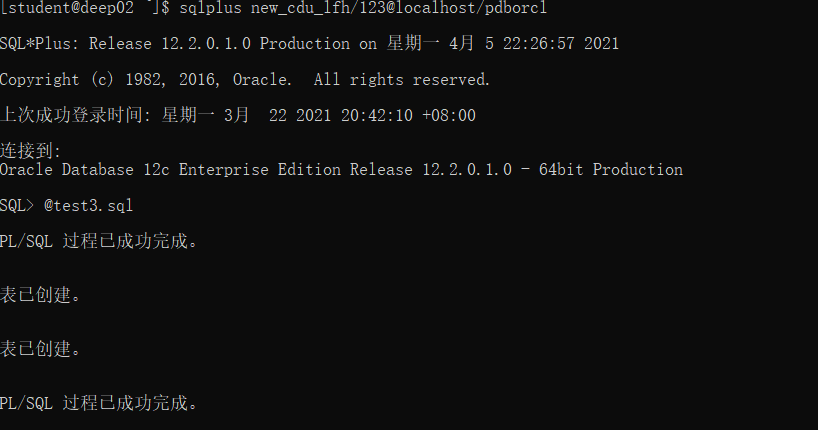 [student@deep02 ~]$ sqlplus new_cdu_lfh/123@localhost/pdborcl
SQL*Plus: Release 12.2.0.1.0 Production on 星期一 4月 5 22:26:57 2021
Copyright (c) 1982, 2016, Oracle.  All rights reserved.
上次成功登录时间: 星期一 3月  22 2021 20:42:10 +08:00
连接到:
Oracle Database 12c Enterprise Edition Release 12.2.0.1.0 - 64bit Production
SQL> @test3.sql
PL/SQL 过程已成功完成。
表已创建。
表已创建。
PL/SQL 过程已成功完成。